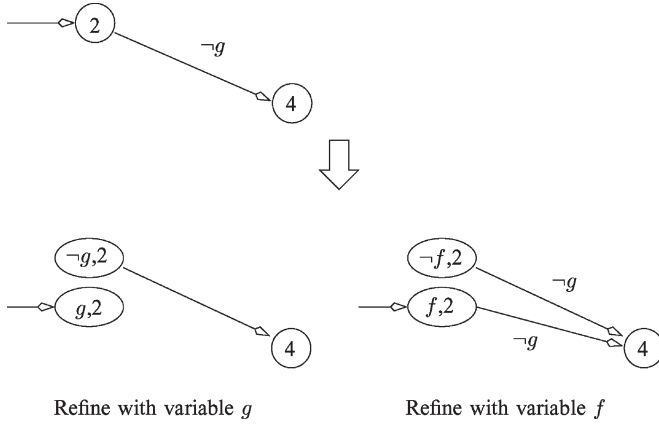 2
¬g
4
¬g,2
g,2
4
¬f,2
f,2
¬g
¬g
4
Refine with variable g
Refine with variable f